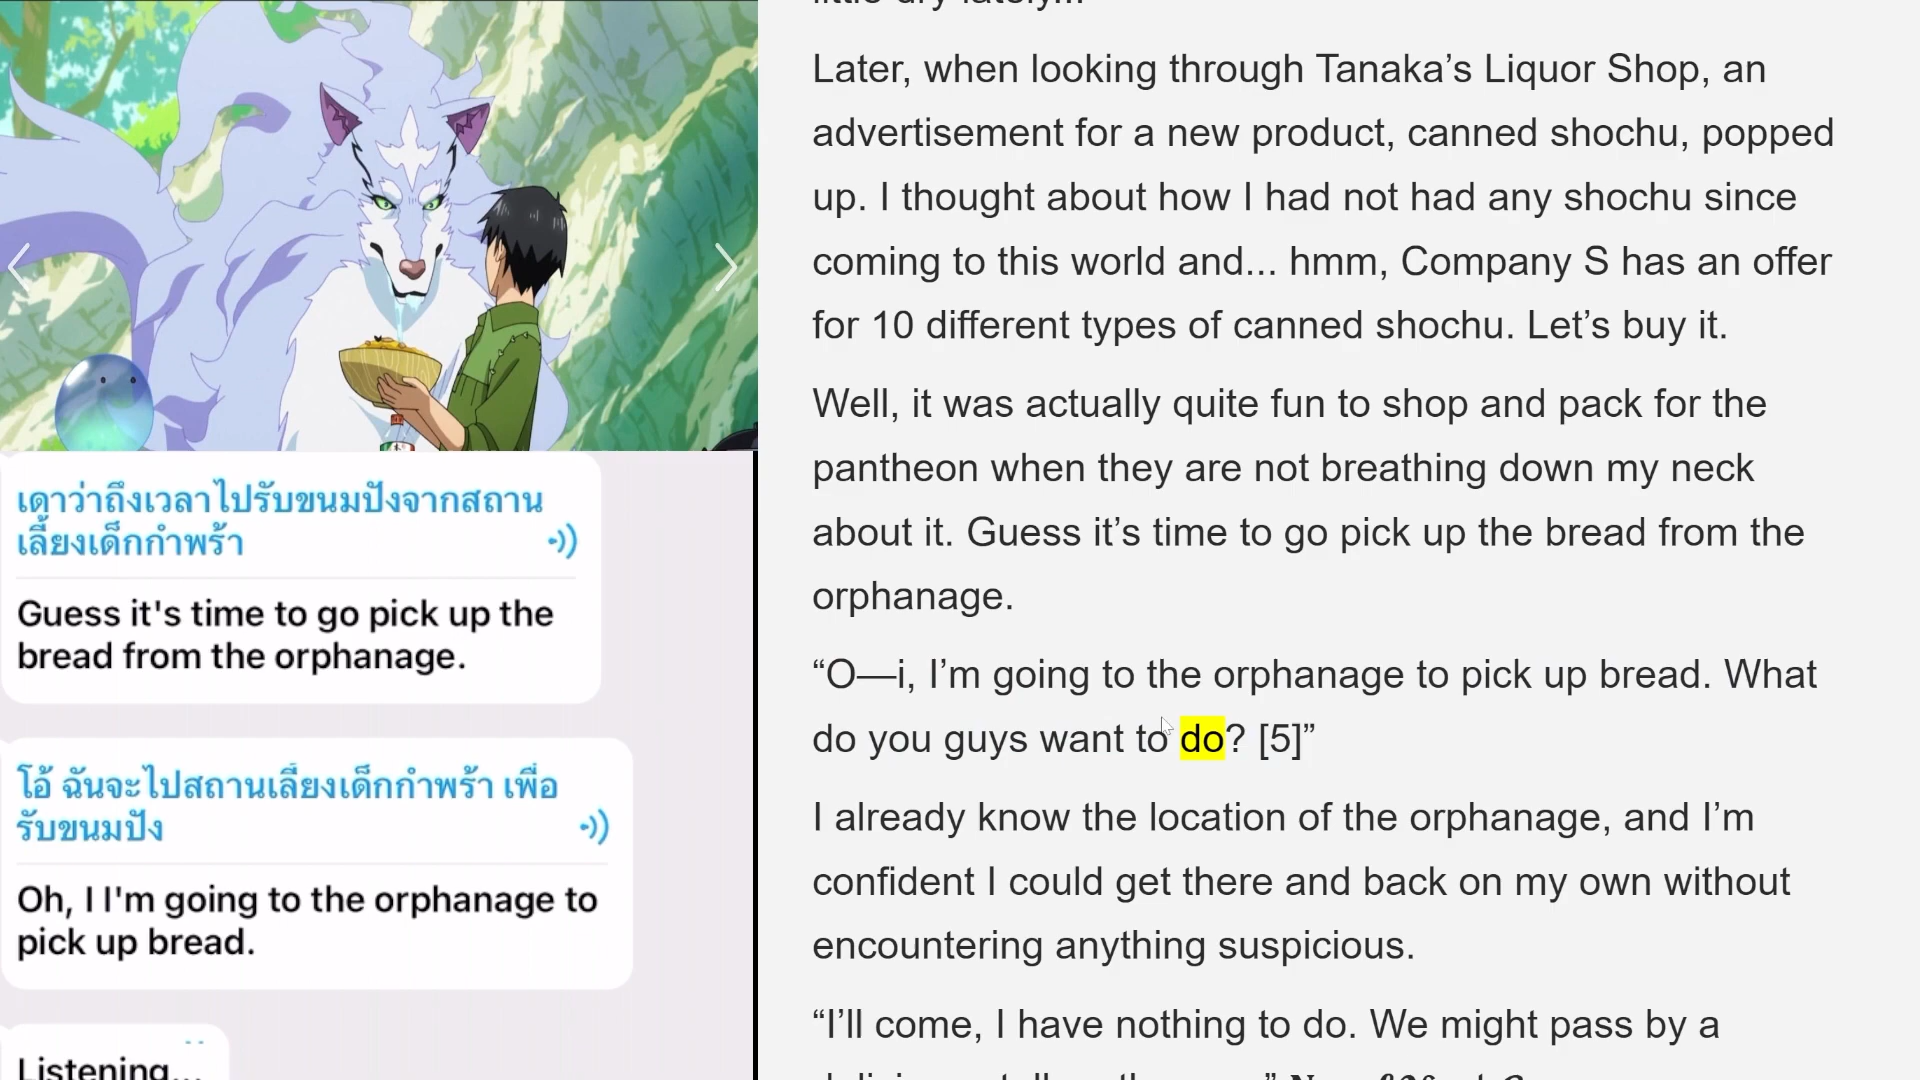 เดาว่าถึงเวลาไปรับขนมปังจากสถาน
เลี้ยงเด็กกำพร้า
Guess it's time to go pick up the
bread from the orphanage.
โอ้ ฉันจะไปสถานเลี้ยงเด็กกำพร้า เพื่อ
รับขนมปัง
Oh, I I'm going to the orphanage to
pick up bread.
Listening...
Later, when looking through Tanaka’s Liquor Shop, an
advertisement for a new product, canned shochu, popped
up. I thought about how I had not had any shochu since
coming to this world and... hmm, Company S has an offer
for 10 different types of canned shochu. Let’s buy it.
Well, it was actually quite fun to shop and pack for the
pantheon when they are not breathing down my neck
about it. Guess it’s time to go pick up the bread from the
orphanage.
“O—i, I’m going to the orphanage to pick up bread. What
do you guys want to do? [5]”
I already know the location of the orphanage, and I’m
confident I could get there and back on my own without
encountering anything suspicious.
“I’ll come, I have nothing to do. We might pass by a